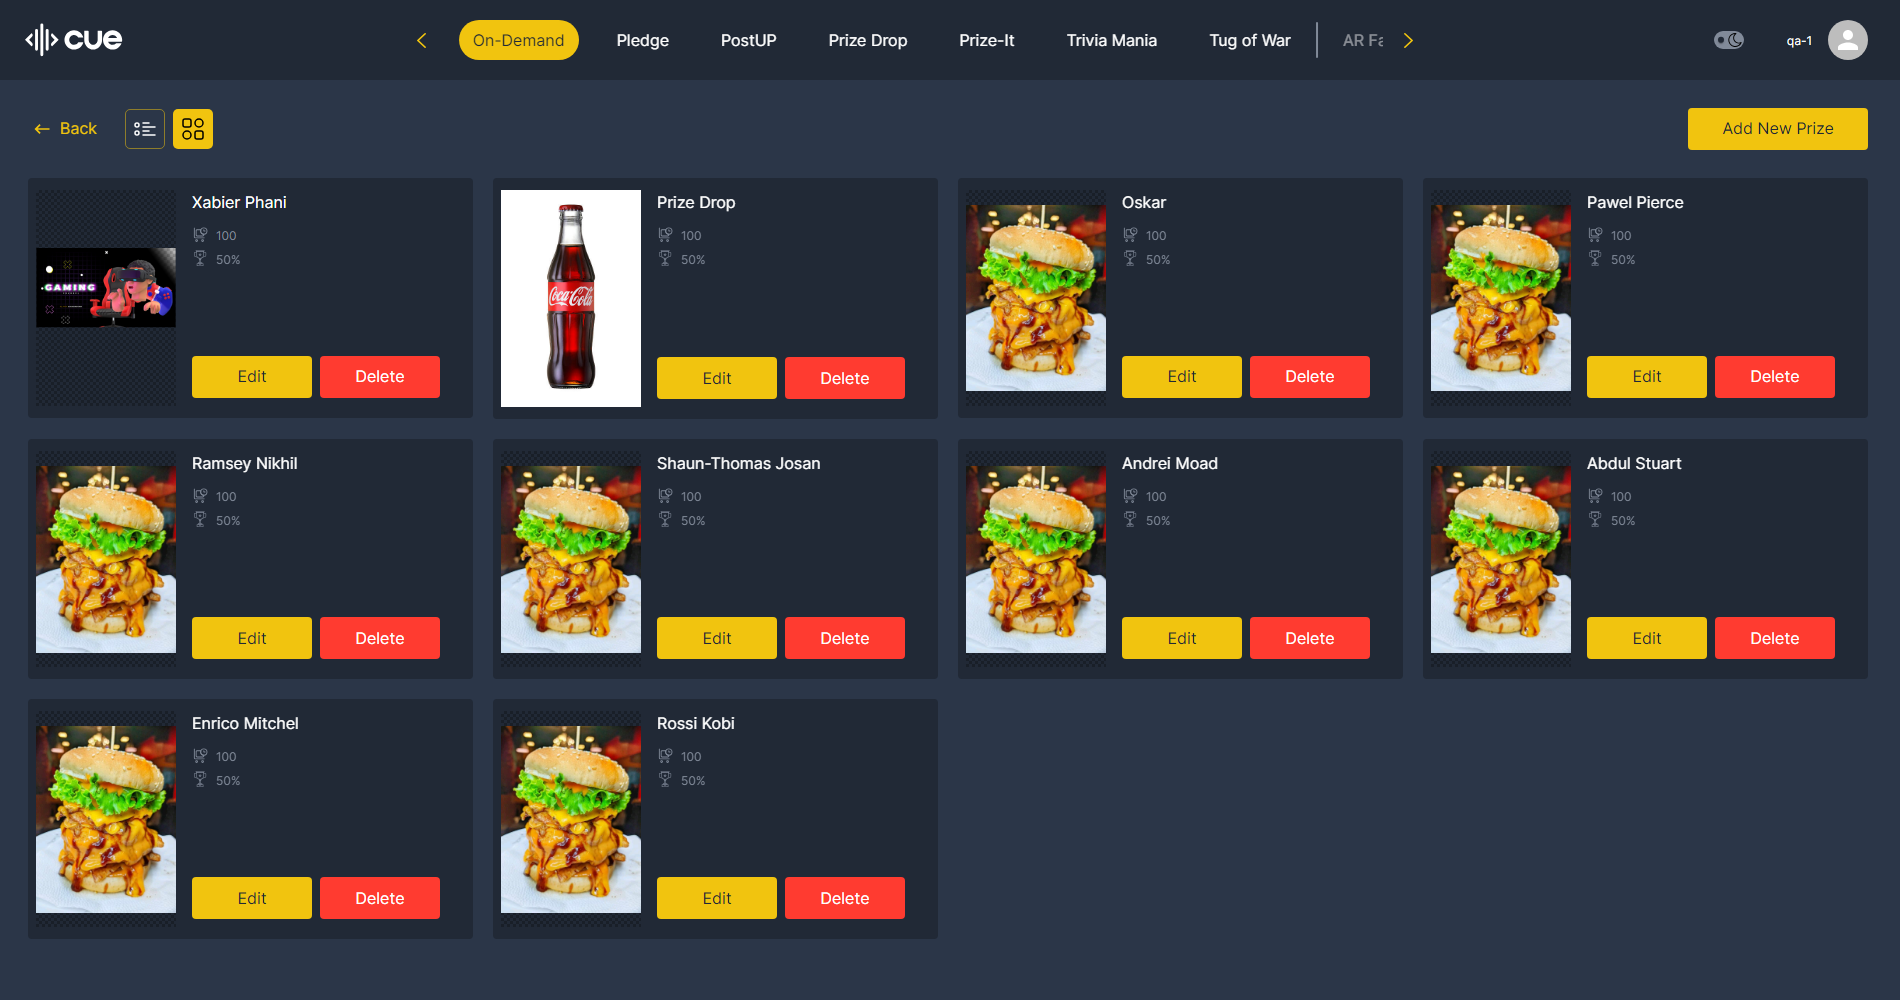 cue
On-Demand
Pledge
PostUP
Prize Drop
Prize-It
Trivia Mania
Tug of War
AR Fa
qa-1
Back
Add New Prize
Xabier Phani
100
50%
GAMING
Edit
Delete
Prize Drop
100
50%
Coca-Cola
Edit
Delete
Oskar
100
50%
Edit
Delete
Pawel Pierce
100
50%
Edit
Delete
Ramsey Nikhil
100
50%
Edit
Delete
Shaun-Thomas Josan
100
50%
Edit
Delete
Andrei Moad
100
50%
Edit
Delete
Abdul Stuart
100
50%
Edit
Delete
Enrico Mitchel
100
50%
Edit
Delete
Rossi Kobi
100
50%
Edit
Delete